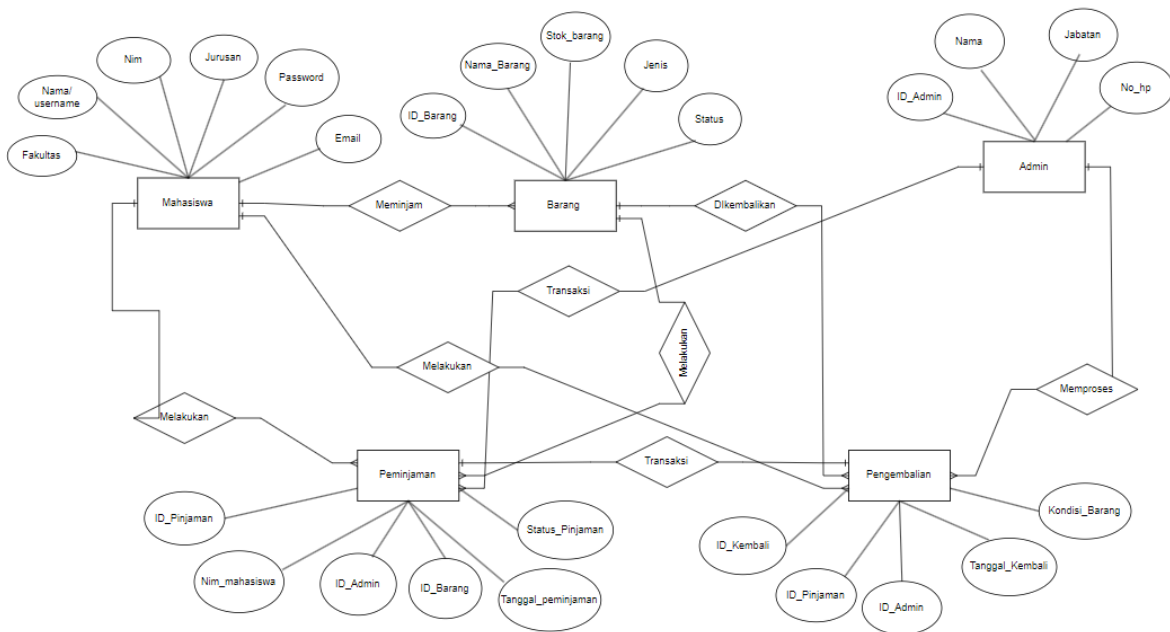 Stok_barang
Jabatan
Nama
Nim
Jurusan
Nama_Barang
Jenis
Password
Nama/
username
ID_Admin
No_hp
ID_Barang
Status
Email
Fakultas
Admin
Mahasiswa
Meminjam
Barang
DIkembalikan
Transaksi
Melakukan
Melakukan
Memproses
Melakukan
Peminjaman
Transaksi
Pengembalian
ID_Pinjaman
Status_Pinjaman
Kondisi_Barang
ID_Kembali
Nim_mahasiswa
ID_Admin
ID_Barang
Tanggal_peminjaman
ID_Pinjaman
ID_Admin
Tanggal_Kembali